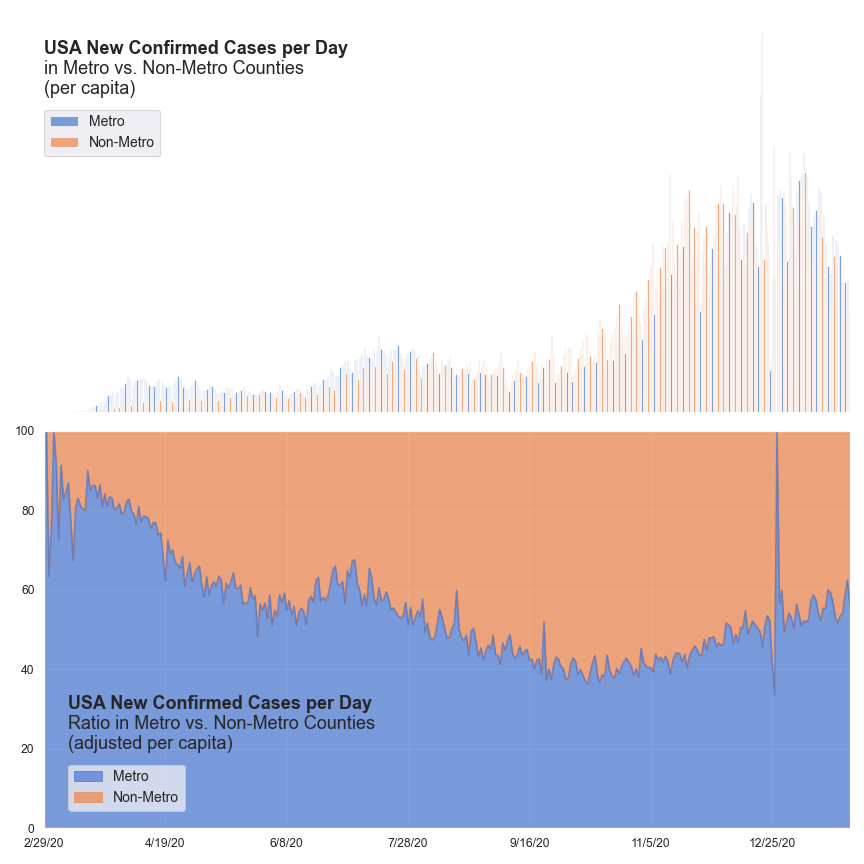 USA New Confirmed Cases per Day
in Metro vs. Non-Metro Counties
(per capita)
Metro
Non-Metro
100
80
60
40
20
0
USA New Confirmed Cases per Day
Ratio in Metro vs. Non-Metro Counties
(adjusted per capita)
Metro
Non-Metro
2/29/20 4/19/20 6/8/20 7/28/20 9/16/20 11/5/20 12/25/20